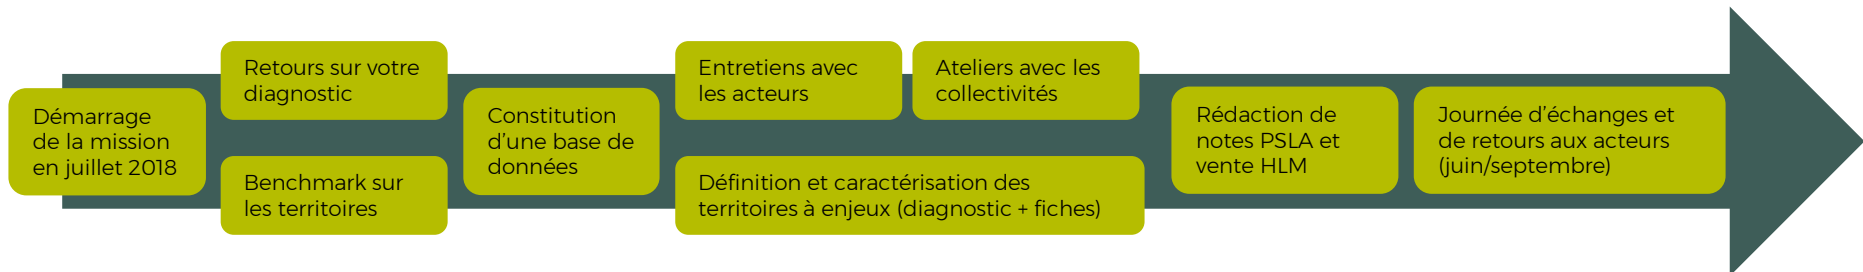 Démarrage
de la mission
en juillet 2018
Retours sur votre
diagnostic
Benchmark sur
les territoires
Constitution
d’une base de
données
Entretiens avec
les acteurs
Ateliers avec les
collectivités
Définition et caractérisation des
territoires à enjeux (diagnostic + fiches)
Rédaction de
notes PSLA et
vente HLM
Journée d’échanges et
de retours aux acteurs
(juin/septembre)